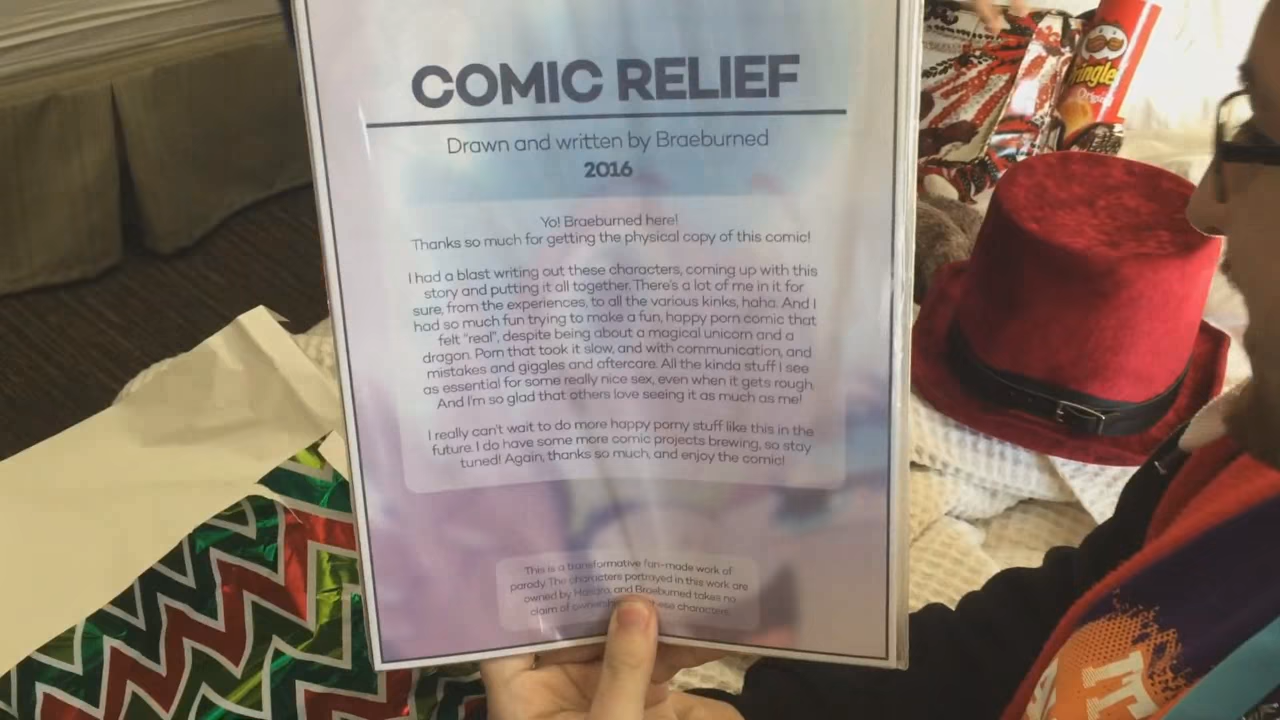 COMIC RELIEF
Drawn and written by Braeburned
2016
Yo! Braeburned here!
Thanks so much for getting the physical copy of this comic!
I had a blast writing out these characters, coming up with this
story and putting it all together. There's a lot of me in it for
sure, from the experiences, to all the various kinks, haha. And I
had so much fun trying to make a fun, happy porn comic that
felt "real", despite being about a magical unicorn and a
dragon. Porn that took it slow, and with communication, and
mistakes and giggles and aftercare. All the kinda stuff I see
as essential for some really nice sex, even when it gets rough.
And I'm so glad that others love seeing it as much as me!
I really can't wait to do more happy porny stuff like this in the
future. I do have some more comic projects brewing, so stay
tuned! Again, thanks so much, and enjoy the comic!
This is a transformative fan-made work of
parody. The characters portrayed in this work are
owned by Hasbro, and Braeburned takes no
claim of characters.
Pringles
Original
IT